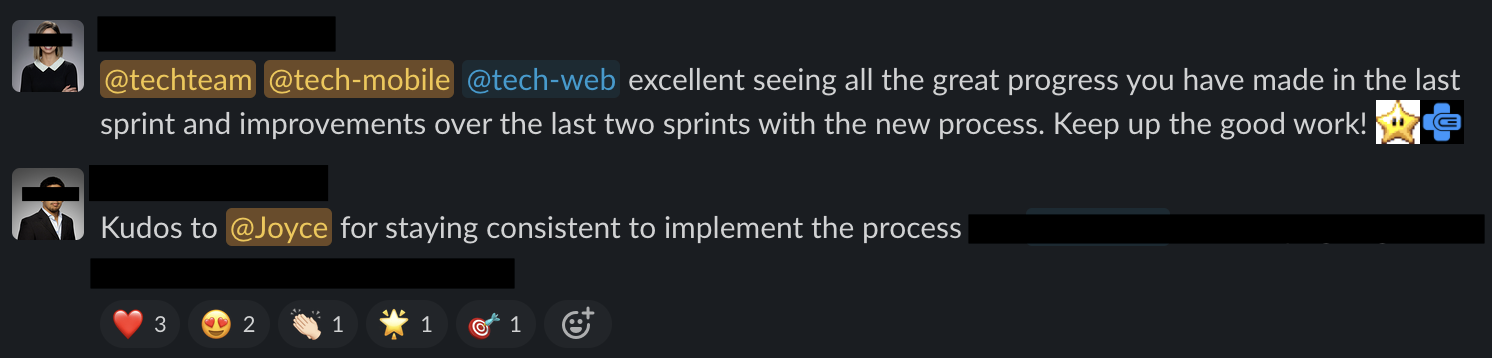 @techteam @tech-mobile @tech-web excellent seeing all the great progress you have made in the last
sprint and improvements over the last two sprints with the new process. Keep up the good work!
Kudos to @Joyce for staying consistent to implement the process
3 2 1 1 1